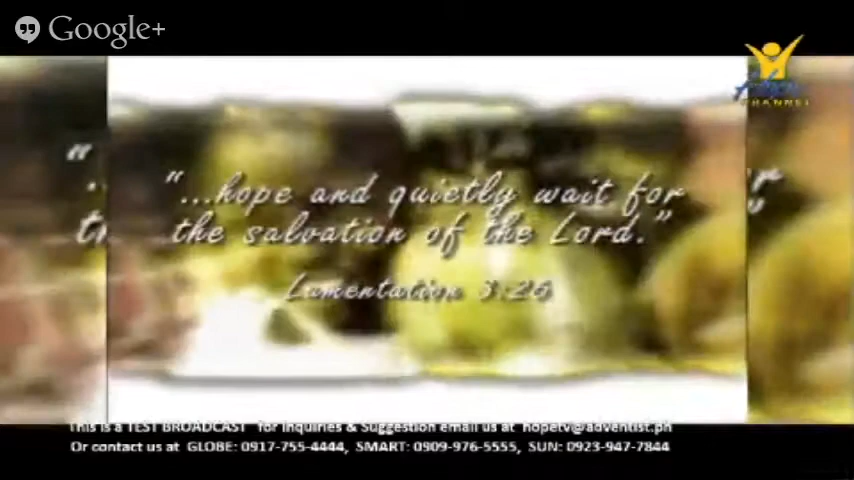 Google+
CHANNEL
"...hope and quietly wait for
the salvation of the Lord."
Lamentation 3:26
This is a TEST BROADCAST for Inquiries & Suggestion email us at hopetv@adventist.ph
Or contact us at GLOBE: 0917-755-4444, SMART: 0909-976-5555, SUN: 0923-947-7844